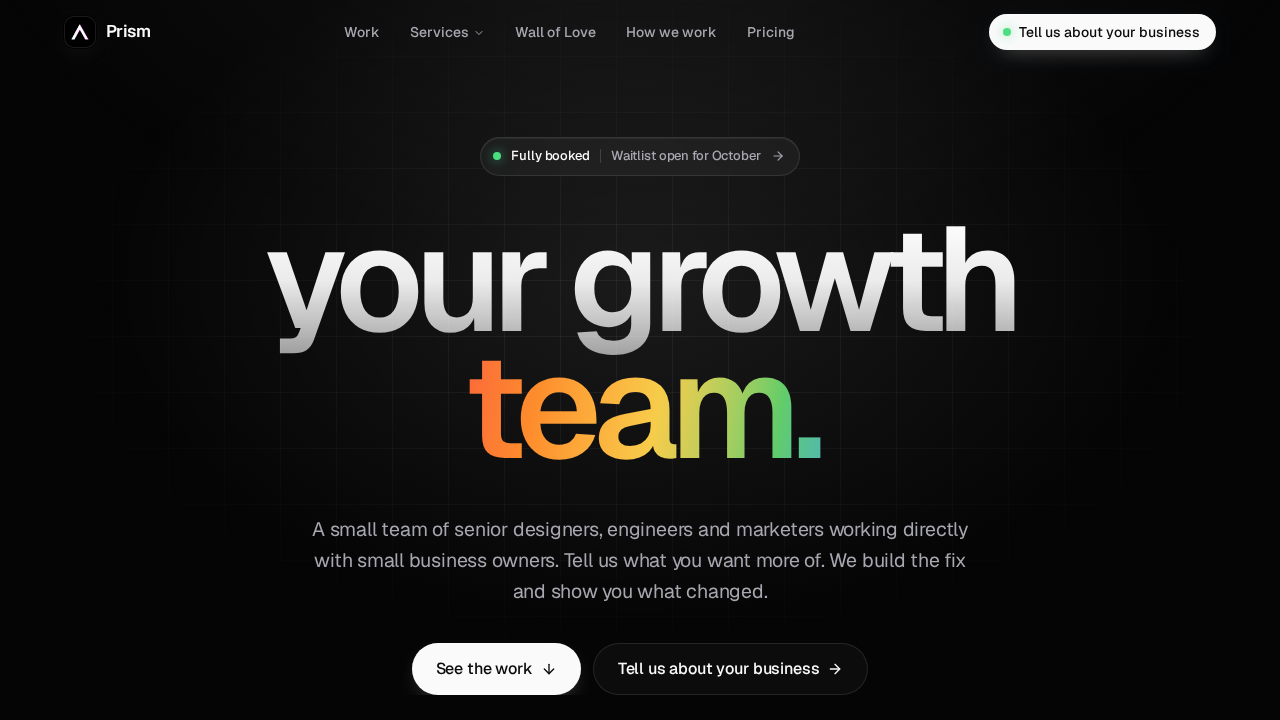 Prism
Work
Services
Wall of Love
How we work
Pricing
Tell us about your business
Fully booked
Waitlist open for October
your growth
team.
A small team of senior designers, engineers and marketers working directly
with small business owners. Tell us what you want more of. We build the fix
and show you what changed.
See the work
Tell us about your business